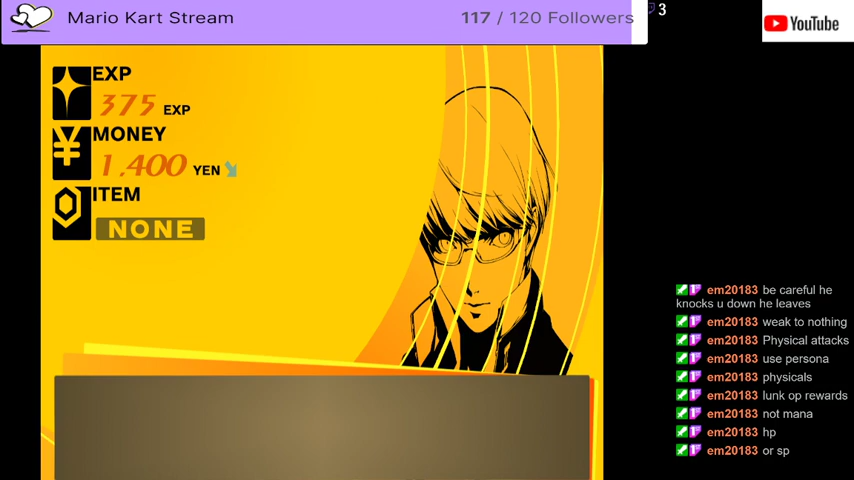 Mario Kart Stream
117 / 120 Followers
3
YouTube
EXP
375 EXP
MONEY
¥
1,400 YEN
ITEM
NONE
em20183 be careful he
knocks u down he leaves
em20183 weak to nothing
em20183 Physical attacks
em20183 use persona
em20183 physicals
em20183 lunk op rewards
em20183 not mana
em20183 hp
em20183 or sp